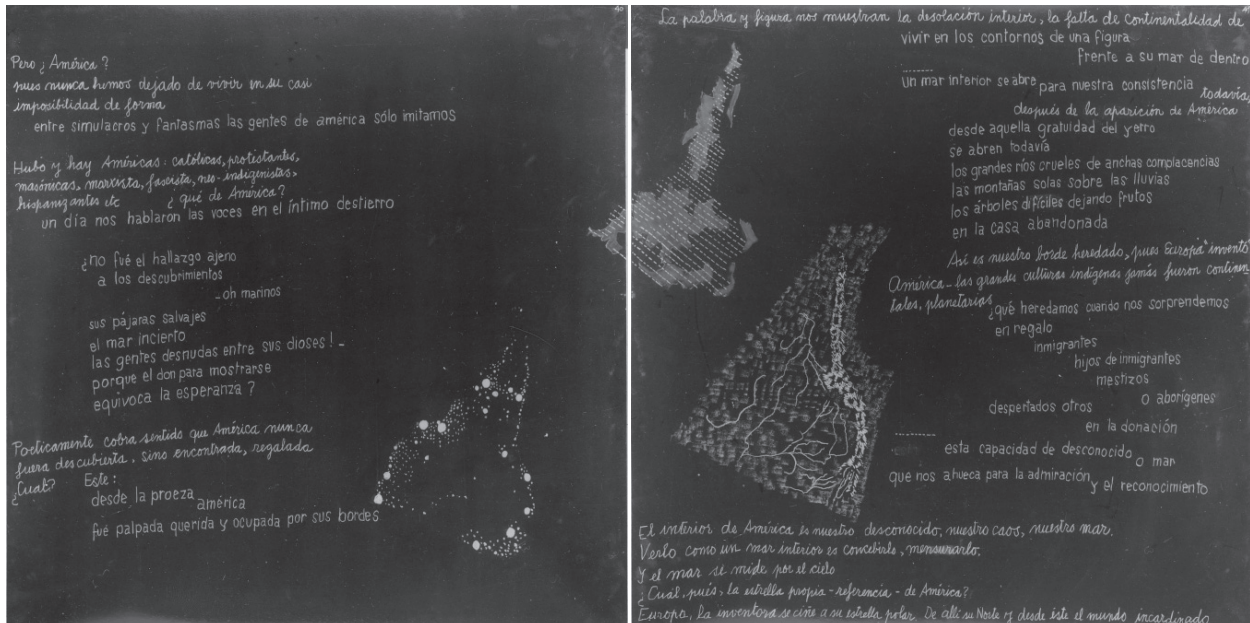 40
Pero ¿América?
pues nunca hemos dejado de vivir en su casi
imposibilidad de forma
entre simulacros y fantasmas las gentes de américa sólo imitamos
Hubo y hay Américas: católicas, protestantes,
masónicas, marxista, fascista, neo-indigenistas,
hispanizantes etc ¿qué de América?
un día nos hablaron las voces en el íntimo destierro
¿no fué el hallazgo ajeno
a los descubrimientos
_oh marinos
sus pájaras salvajes
el mar incierto
las gentes desnudas entre sus dioses! _
porque el don para mostrarse
equivoca la esperanza?
Poeticamente cobra sentido que América nunca
fuera descubierta, sino encontrada, regalada
¿Cual? Este:
desde la proeza
américa
fué palpada querida y ocupada por sus bordes
La palabra y figura nos muestran la desolación interior, la falta de continentalidad de
vivir en los contornos de una figura
frente a su mar de dentro
un mar interior se abre para nuestra consistencia todavía
después de la aparición de América
desde aquella gratuidad del yerro
se abren todavía
los grandes ríos crueles de anchas complacencias
las montañas solas sobre las lluvias
los árboles difíciles dejando frutos
en la casa abandonada
Así es nuestro borde heredado, pues Europa "inventó"
América _ las grandes culturas indígenas jamás fueron continen-
tales, planetarias
¿qué heredamos cuando nos sorprendemos
en regalo
inmigrantes
hijos de inmigrantes
mestizos
o aborígenes
despertados otros
en la donación
esta capacidad de desconocido o mar
que nos ahueca para la admiración y el reconocimiento
El interior de América es nuestro desconocido, nuestro caos, nuestro mar.
Verlo como un mar interior es concebirlo, mensurarlo.
Y el mar se mide por el cielo
¿Cual, pués, la estrella propia - referencia - de América?
Europa, la inventora se ciñe a su estrella polar. De allí su Norte y desde éste el mundo incardinado